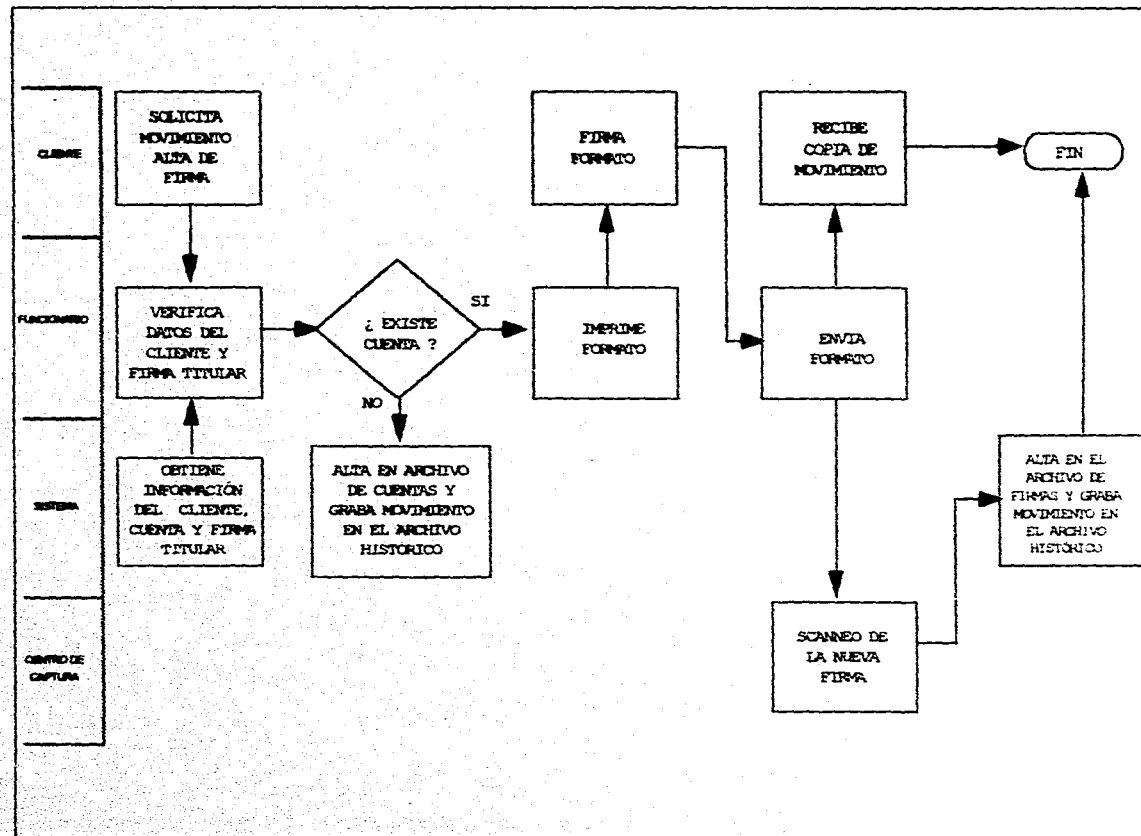 CLIENTE
SOLICITA
MOVIMIENTO
ALTA DE
FIRMA
FIRMA
FORMATO
RECIBE
COPIA DE
MOVIMIENTO
FIN
FUNCIONARIO
VERIFICA
DATOS DEL
CLIENTE Y
FIRMA TITULAR
¿ EXISTE
CUENTA ?
SI
NO
IMPRIME
FORMATO
ENVIA
FORMATO
SISTEMA
OBTIENE
INFORMACIÓN
DEL CLIENTE,
CUENTA Y FIRMA
TITULAR
ALTA EN ARCHIVO
DE CUENTAS Y
GRABA MOVIMIENTO
EN EL ARCHIVO
HISTÓRICO
ALTA EN EL
ARCHIVO DE
FIRMAS Y GRABA
MOVIMIENTO EN
EL ARCHIVO
HISTÓRICO
CENTRO DE
CAPTURA
SCANNEO DE
LA NUEVA
FIRMA